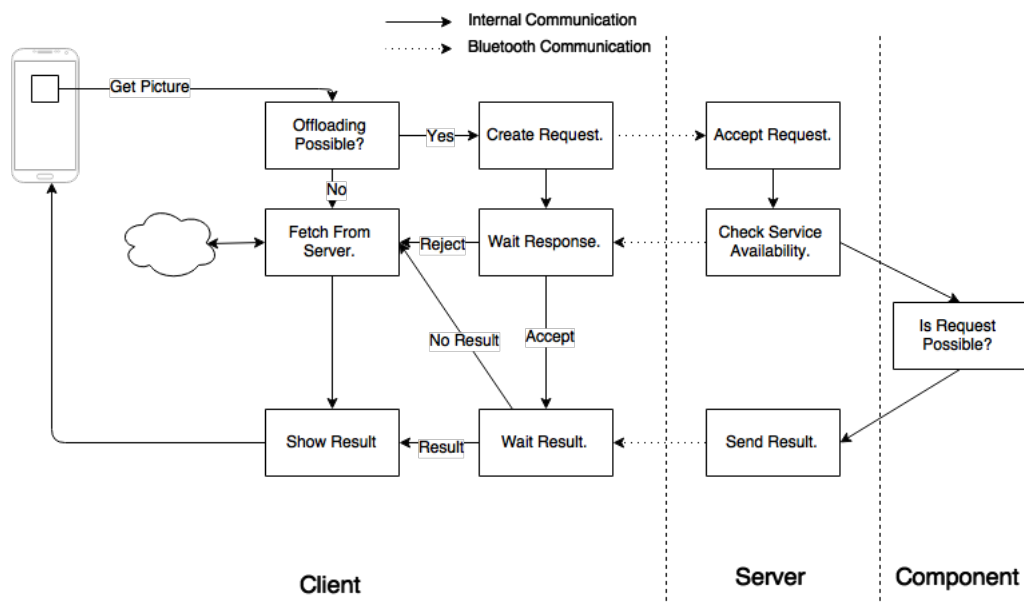 Internal Communication
Bluetooth Communication
Get Picture
Offloading
Possible?
Yes
Create Request.
Accept Request.
No
Fetch From
Server.
Reject
Wait Response.
Check Service
Availability.
Is Request
Possible?
No Result
Accept
Show Result
Result
Wait Result.
Send Result.
Client
Server
Component